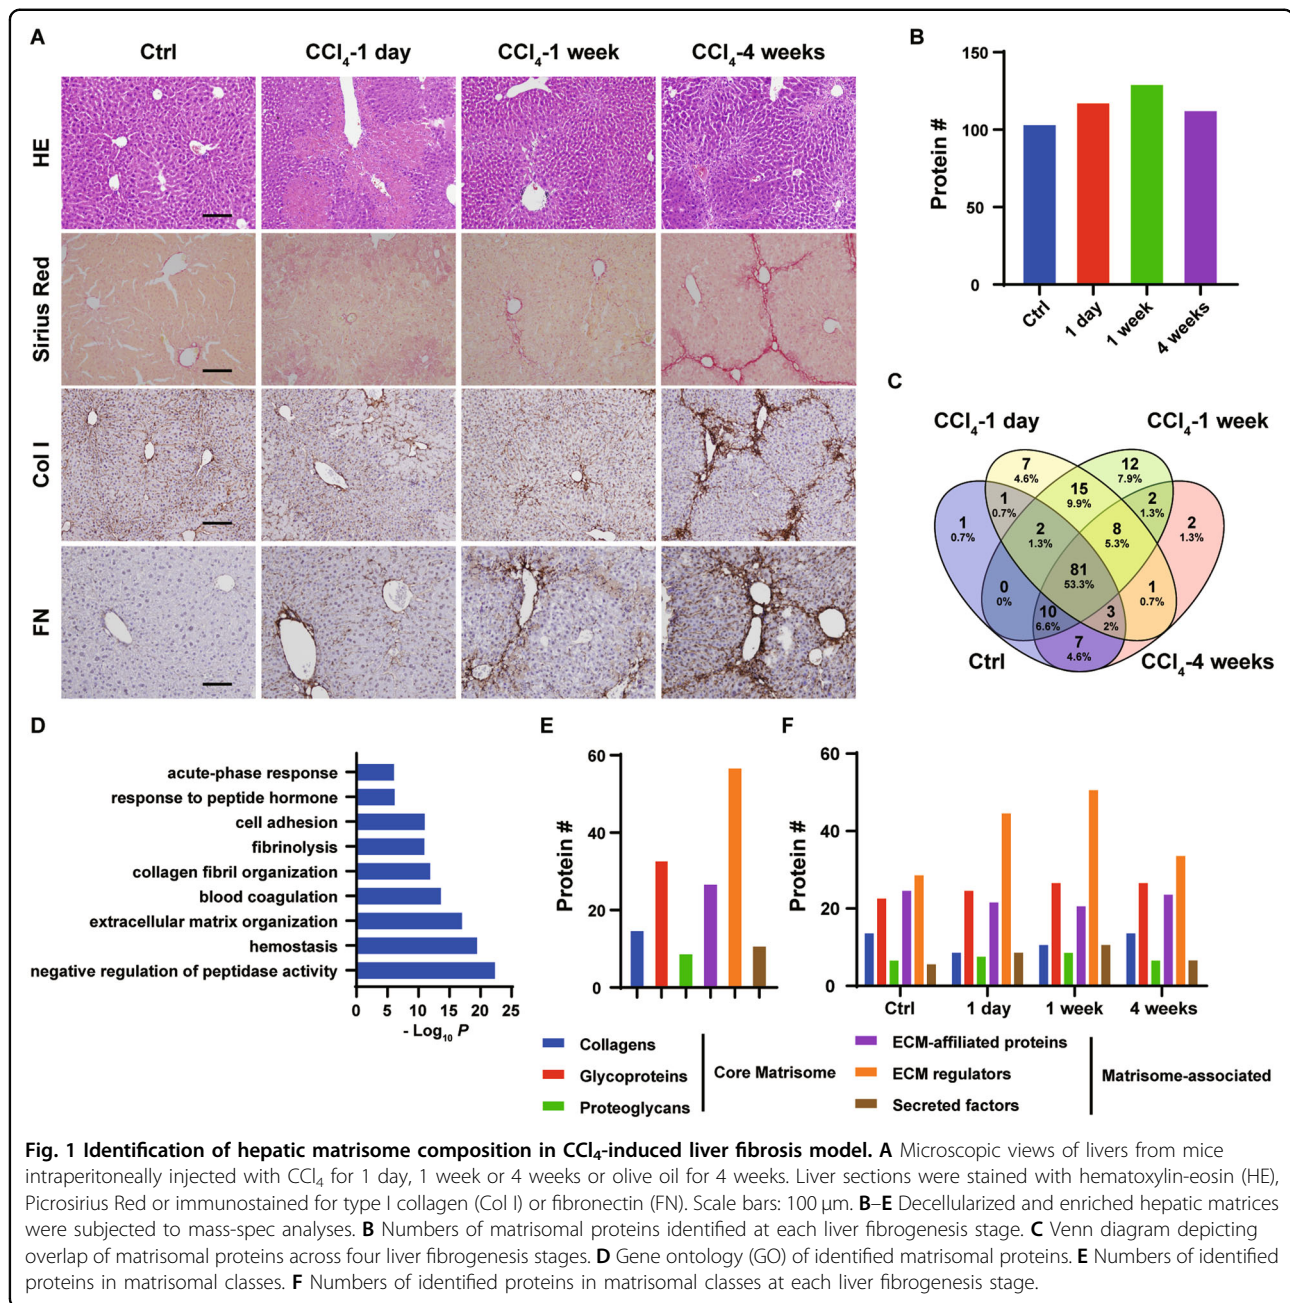 A
Ctrl
CCl₄-1 day
CCl₄-1 week
CCl₄-4 weeks
HE
Sirius Red
Col I
FN
B
Protein #
150
100
50
0
Ctrl
1 day
1 week
4 weeks
C
CCl₄-1 day
CCl₄-1 week
7
4.6%
12
7.9%
15
9.9%
1
0.7%
2
1.3%
1
0.7%
2
1.3%
8
5.3%
2
1.3%
81
53.3%
0
0%
1
0.7%
10
6.6%
3
2%
7
4.6%
Ctrl
CCl₄-4 weeks
D
acute-phase response
response to peptide hormone
cell adhesion
fibrinolysis
collagen fibril organization
blood coagulation
extracellular matrix organization
hemostasis
negative regulation of peptidase activity
0 5 10 15 20 25
- Log₁₀ P
E
Protein #
60
40
20
0
F
Protein #
60
40
20
0
Ctrl
1 day
1 week
4 weeks
Collagens
Glycoproteins
Proteoglycans
Core Matrisome
ECM-affiliated proteins
ECM regulators
Secreted factors
Matrisome-associated
Fig. 1 Identification of hepatic matrisome composition in CCl₄-induced liver fibrosis model. A Microscopic views of livers from mice
intraperitoneally injected with CCl₄ for 1 day, 1 week or 4 weeks or olive oil for 4 weeks. Liver sections were stained with hematoxylin-eosin (HE),
Picrosirius Red or immunostained for type I collagen (Col I) or fibronectin (FN). Scale bars: 100 μm. B–E Decellularized and enriched hepatic matrices
were subjected to mass-spec analyses. B Numbers of matrisomal proteins identified at each liver fibrogenesis stage. C Venn diagram depicting
overlap of matrisomal proteins across four liver fibrogenesis stages. D Gene ontology (GO) of identified matrisomal proteins. E Numbers of identified
proteins in matrisomal classes. F Numbers of identified proteins in matrisomal classes at each liver fibrogenesis stage.